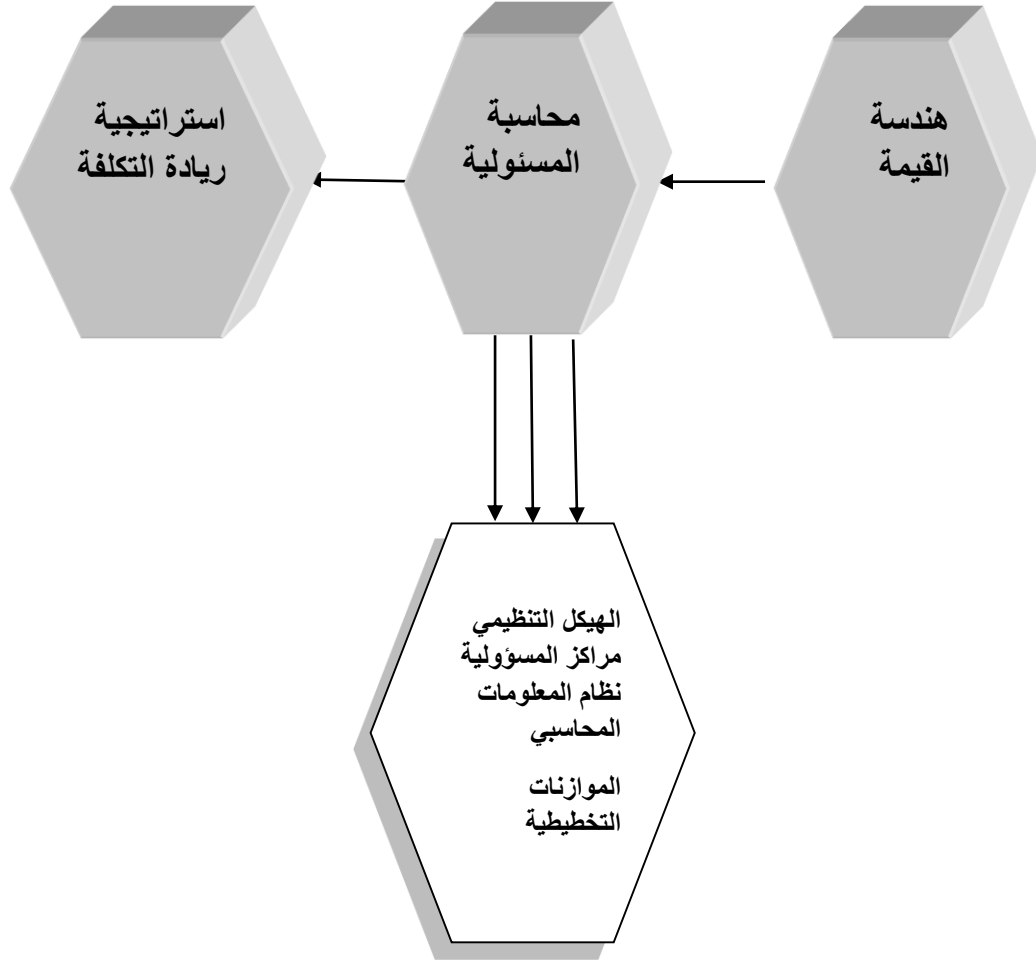 هندسة
القيمة
محاسبة
المسئولية
استراتيجية
ريادة التكلفة
الهيكل التنظيمي
مراكز المسؤولية
نظام المعلومات
المحاسبي
الموازنات
التخطيطية